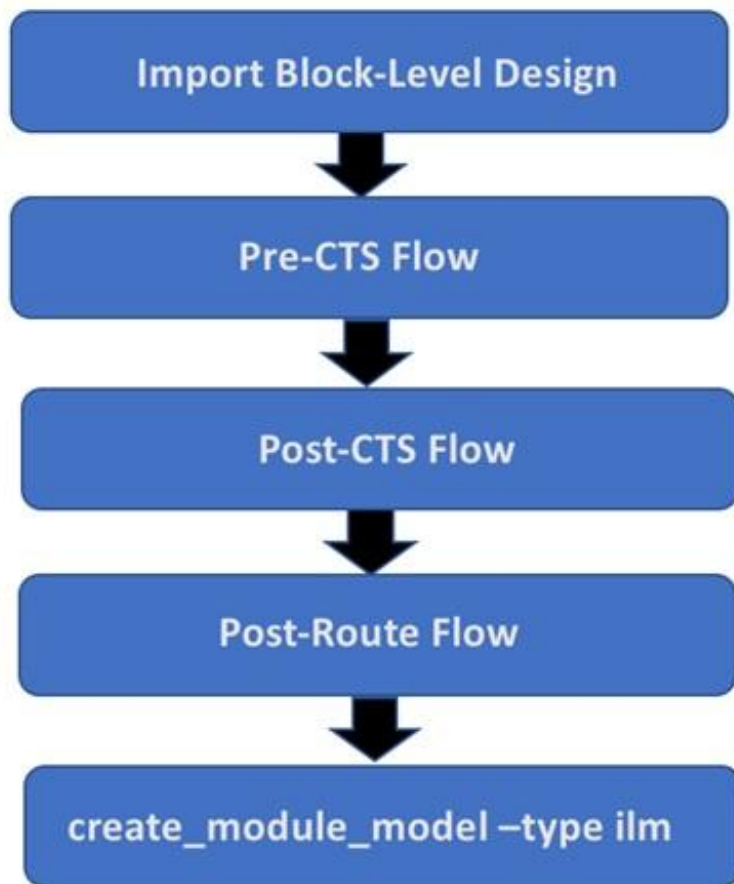 Import Block-Level Design
Pre-CTS Flow
Post-CTS Flow
Post-Route Flow
create_module_model –type ilm